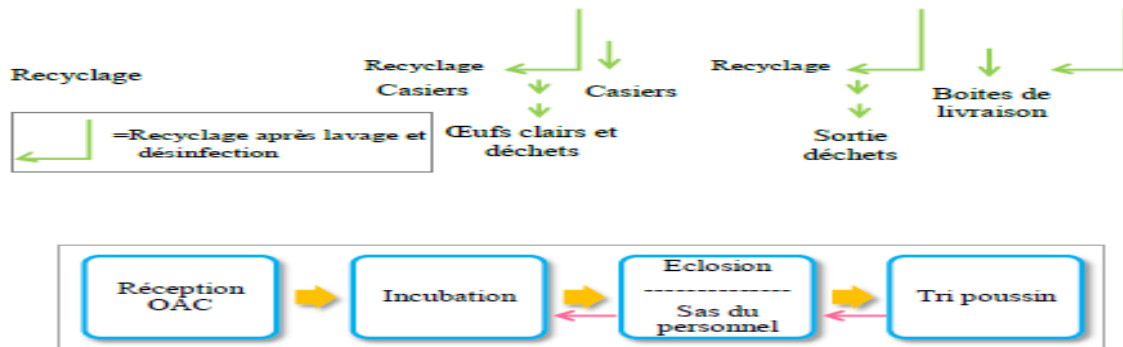 Recyclage
=Recyclage après lavage et
désinfection
Recyclage
Casiers
Casiers
Œufs clairs et
déchets
Recyclage
Sortie
déchets
Boites de
livraison
Réception
OAC
Incubation
Eclosion
---------------
Sas du
personnel
Tri poussin